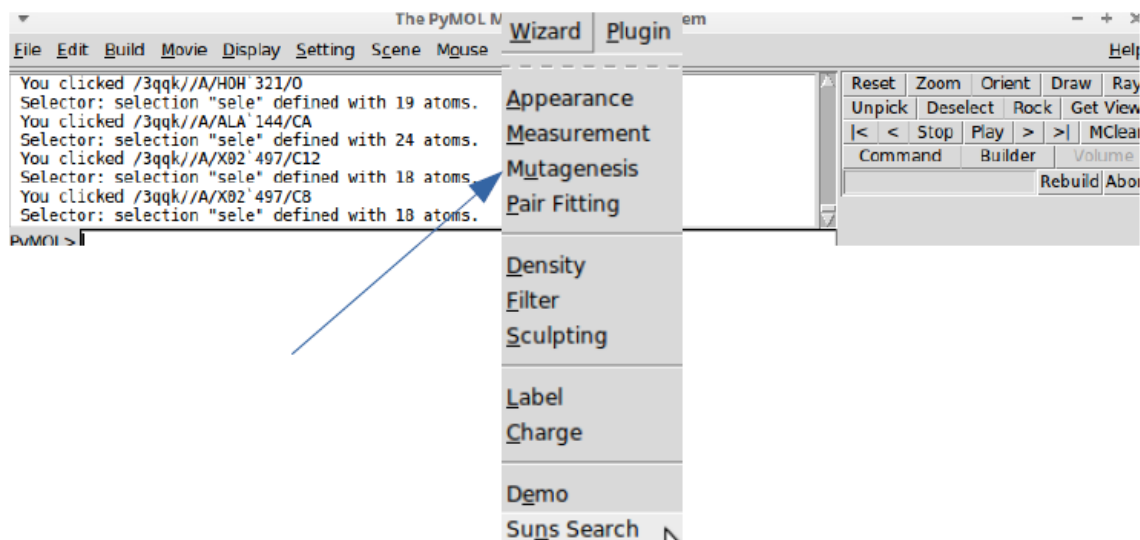 The PyMOL M em
File Edit Build Movie Display Setting Scene Mouse Wizard Plugin Help
You clicked /3qqk//A/HOH`321/O
Selector: selection "sele" defined with 19 atoms.
You clicked /3qqk//A/ALA`144/CA
Selector: selection "sele" defined with 24 atoms.
You clicked /3qqk//A/X02`497/C12
Selector: selection "sele" defined with 18 atoms.
You clicked /3qqk//A/X02`497/C8
Selector: selection "sele" defined with 18 atoms.
PyMOL>
Appearance
Measurement
Mutagenesis
Pair Fitting
Density
Filter
Sculpting
Label
Charge
Demo
Suns Search
Reset Zoom Orient Draw Ray
Unpick Deselect Rock Get View
|< < Stop Play > >| MClear
Command Builder Volume
Rebuild Abor